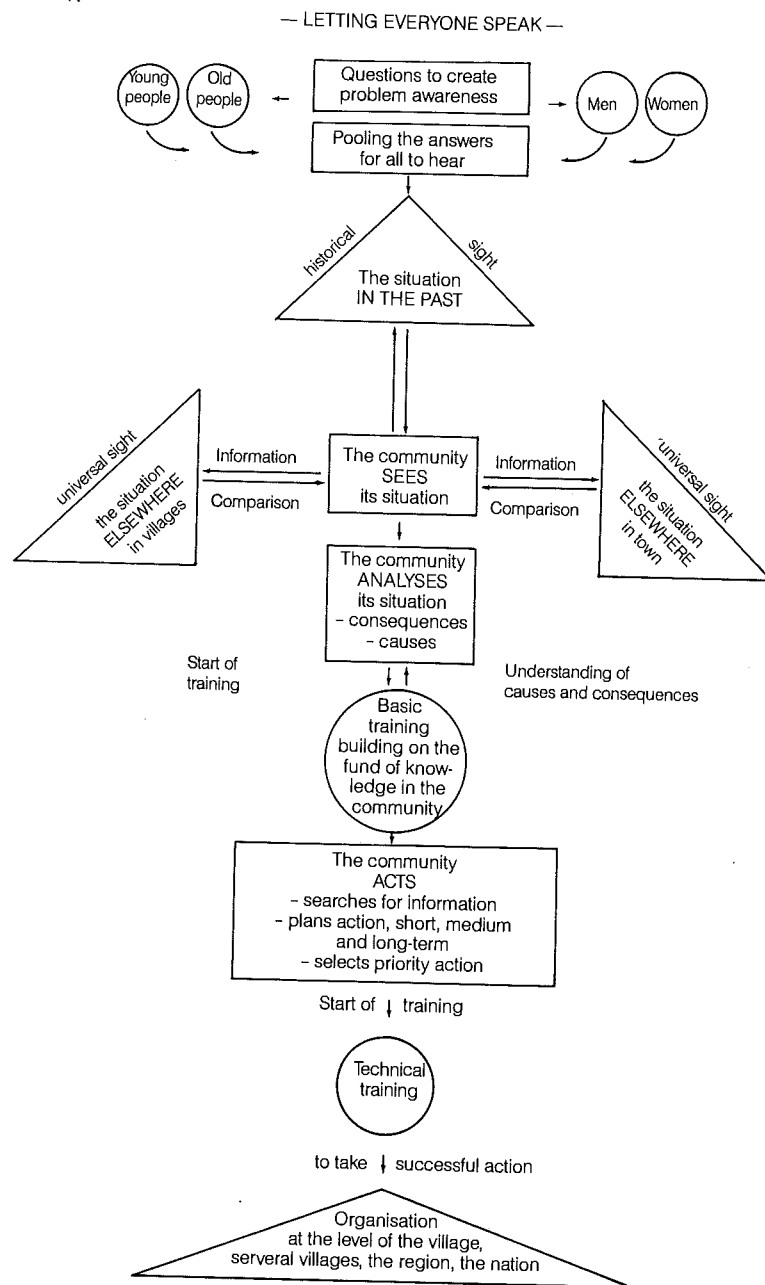 — LETTING EVERYONE SPEAK —
Young
people
Old
people
Questions to create
problem awareness
Men
Women
Pooling the answers
for all to hear
historical
sight
The situation
IN THE PAST
universal sight
the situation
ELSEWHERE
in villages
Information
Comparison
The community
SEES
its situation
Information
Comparison
universal sight
the situation
ELSEWHERE
in town
The community
ANALYSES
its situation
– consequences
– causes
Start of
training
Understanding of
causes and consequences
Basic
training
building on the
fund of know-
ledge in the
community
The community
ACTS
– searches for information
– plans action, short, medium
and long-term
– selects priority action
Start of training
Technical
training
to take successful action
Organisation
at the level of the village,
serveral villages, the region, the nation